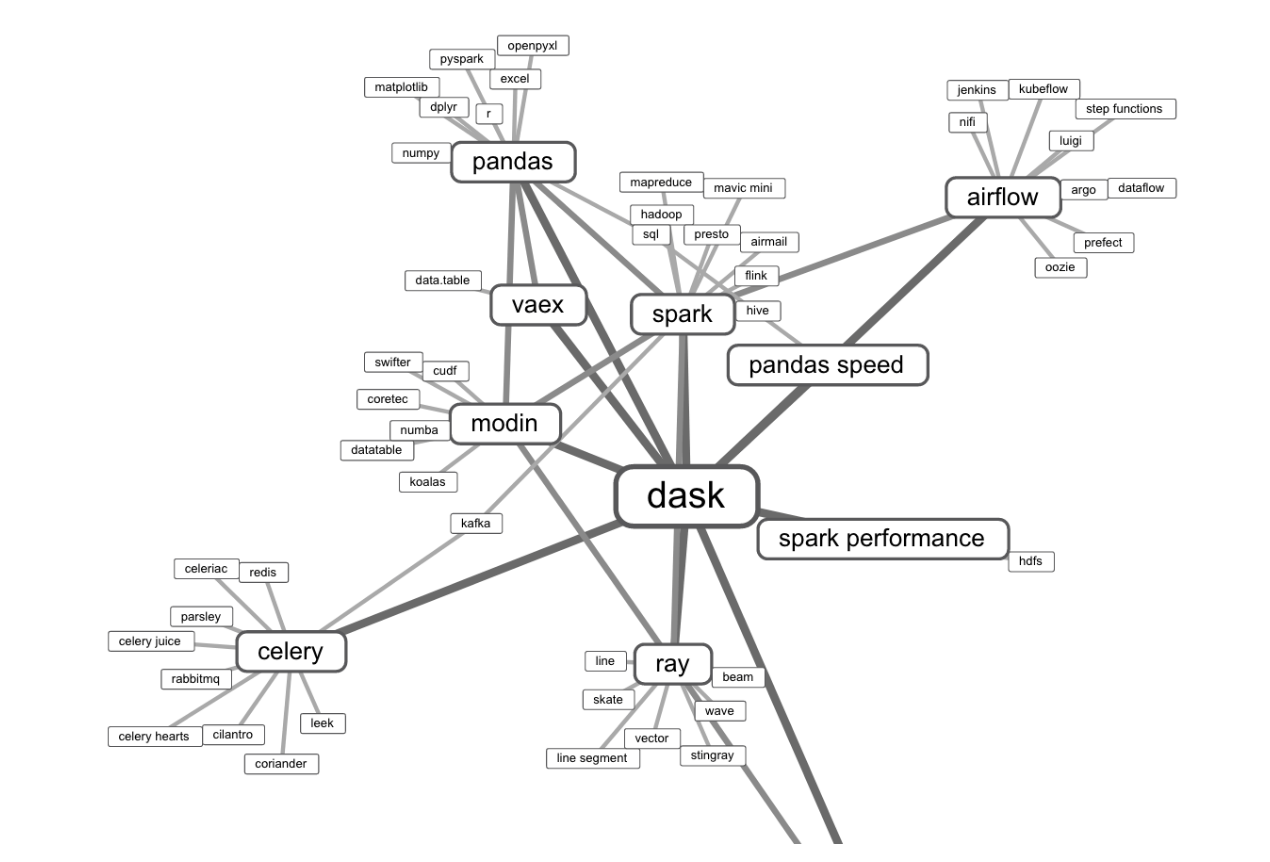 openpyxl
pyspark
excel
matplotlib
dplyr
r
numpy
pandas
jenkins
kubeflow
step functions
nifi
luigi
airflow
argo
dataflow
prefect
oozie
mapreduce
mavic mini
hadoop
sql
presto
airmail
flink
hive
spark
data.table
vaex
pandas speed
swifter
cudf
coretec
numba
datatable
modin
koalas
kafka
dask
spark performance
hdfs
celeriac
redis
parsley
celery juice
celery
rabbitmq
celery hearts
cilantro
leek
coriander
line
ray
beam
skate
wave
vector
line segment
stingray